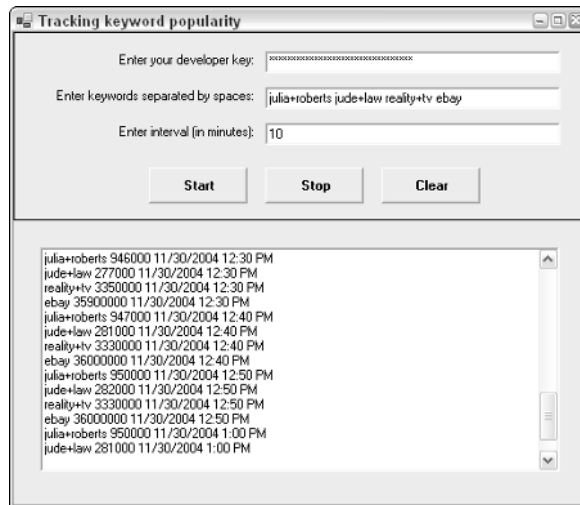 Tracking keyword popularity
Enter your developer key: ******************************
Enter keywords separated by spaces: julia+roberts jude+law reality+tv ebay
Enter interval (in minutes): 10
Start Stop Clear
julia+roberts 946000 11/30/2004 12:30 PM
jude+law 277000 11/30/2004 12:30 PM
reality+tv 3350000 11/30/2004 12:30 PM
ebay 35900000 11/30/2004 12:30 PM
julia+roberts 947000 11/30/2004 12:40 PM
jude+law 281000 11/30/2004 12:40 PM
reality+tv 3330000 11/30/2004 12:40 PM
ebay 36000000 11/30/2004 12:40 PM
julia+roberts 950000 11/30/2004 12:50 PM
jude+law 282000 11/30/2004 12:50 PM
reality+tv 3330000 11/30/2004 12:50 PM
ebay 36000000 11/30/2004 12:50 PM
julia+roberts 950000 11/30/2004 1:00 PM
jude+law 281000 11/30/2004 1:00 PM